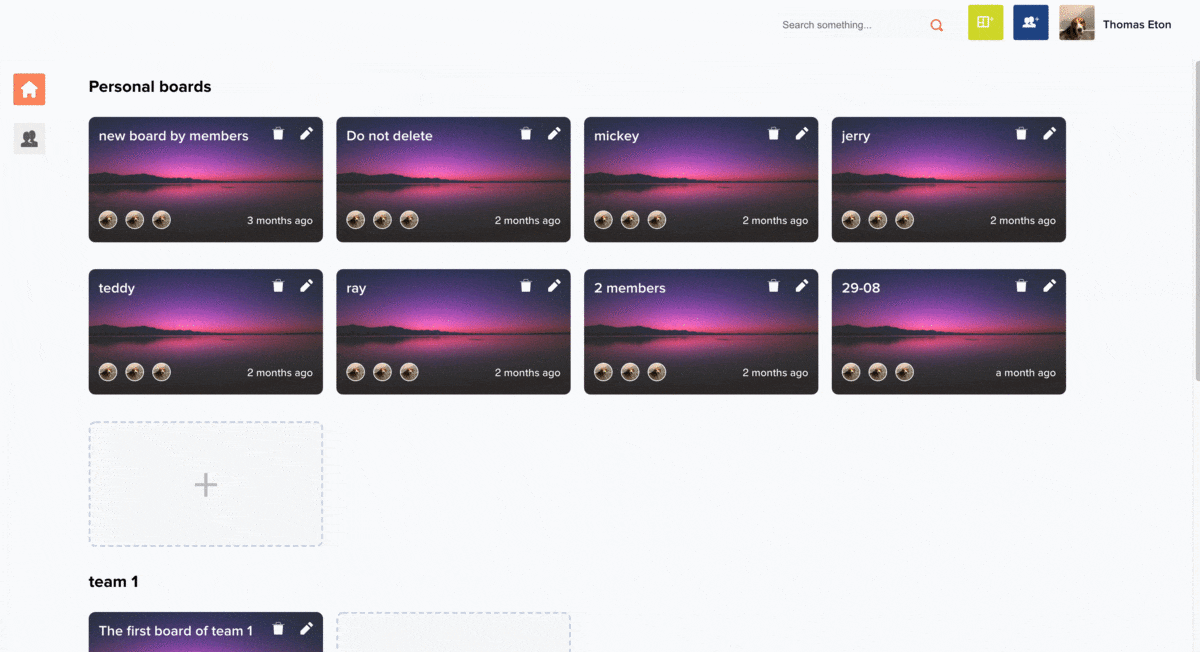 Search something...
Thomas Eton
Personal boards
new board by members
3 months ago
Do not delete
2 months ago
mickey
2 months ago
jerry
2 months ago
teddy
2 months ago
ray
2 months ago
2 members
2 months ago
29-08
a month ago
team 1
The first board of team 1